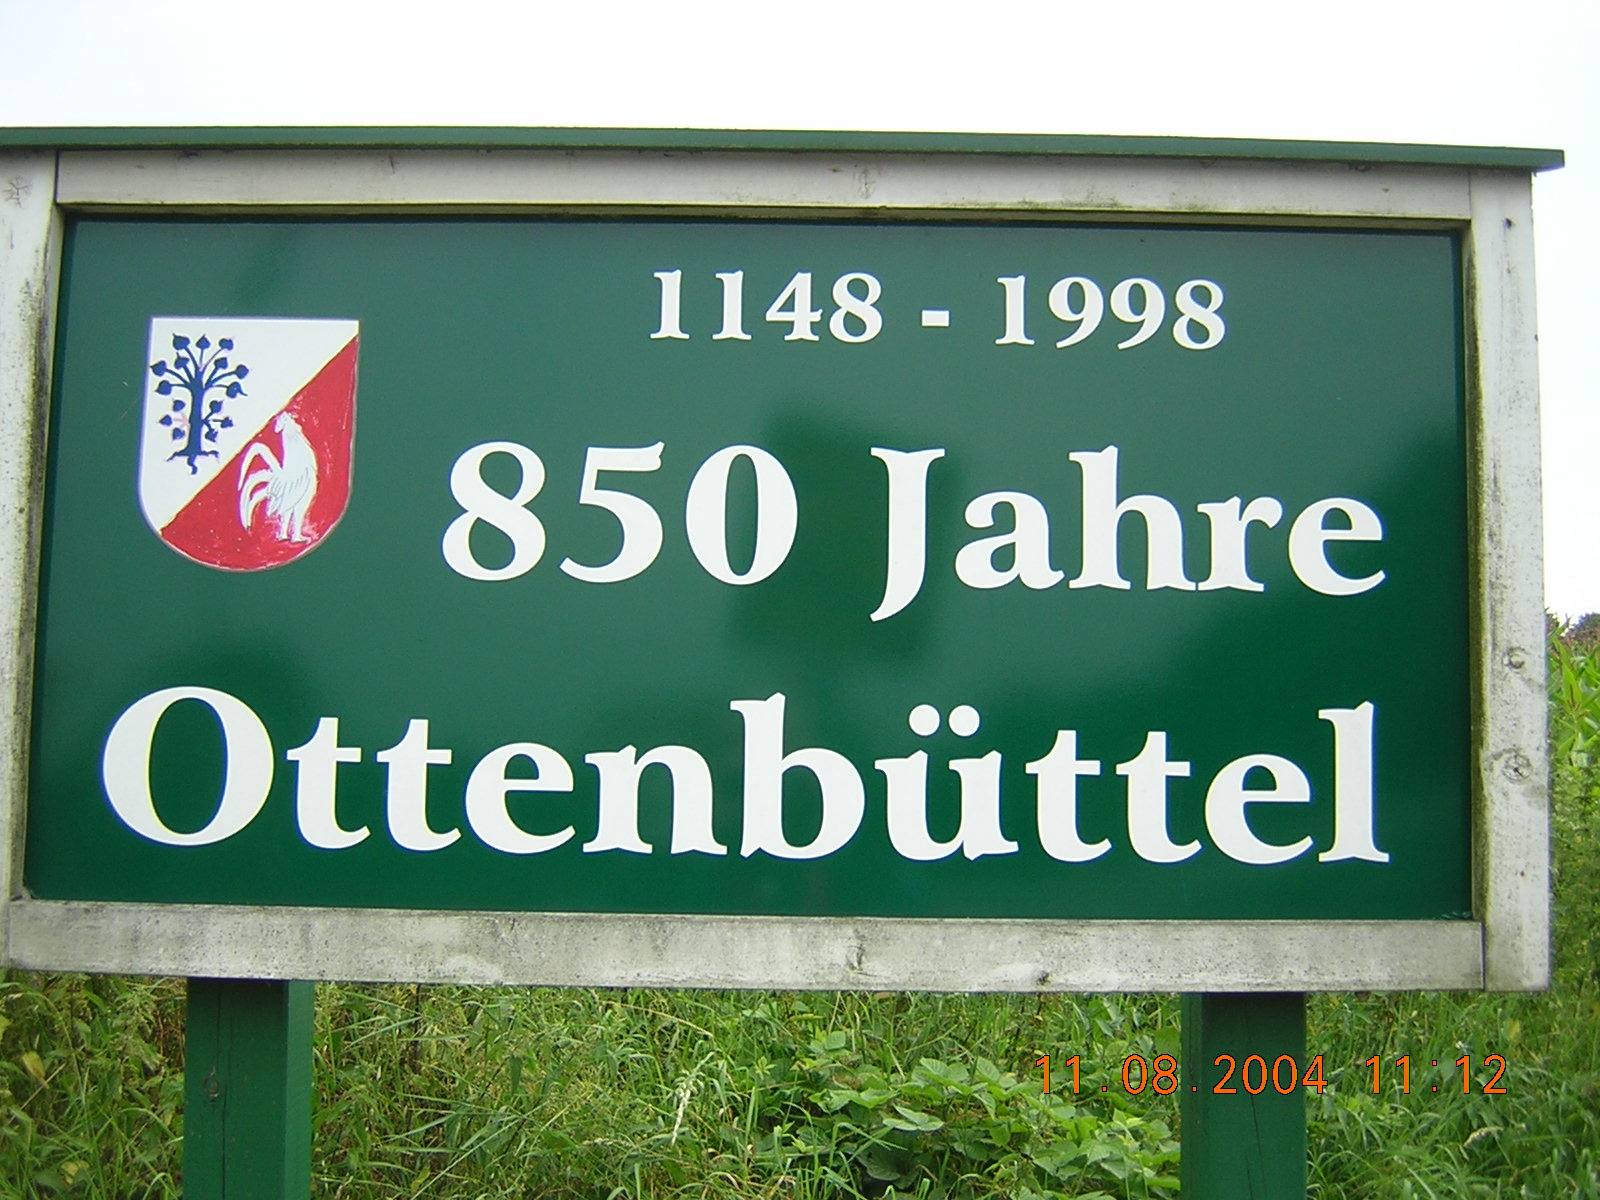 1148 - 1998
850 Jahre
Ottenbüttel
11.08.2004 11:12